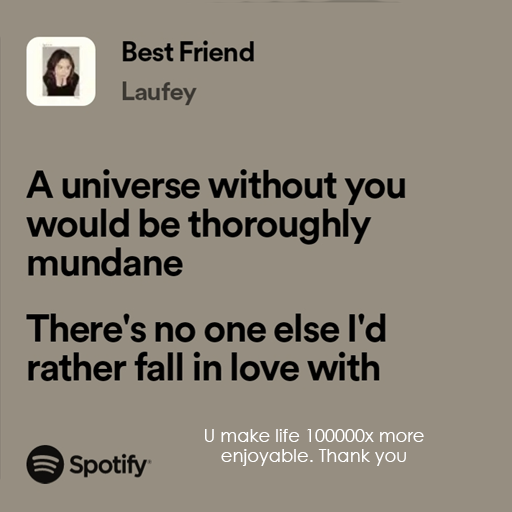 Best Friend
Laufey
A universe without you
would be thoroughly
mundane
There's no one else I'd
rather fall in love with
U make life 100000x more
enjoyable. Thank you
Spotify